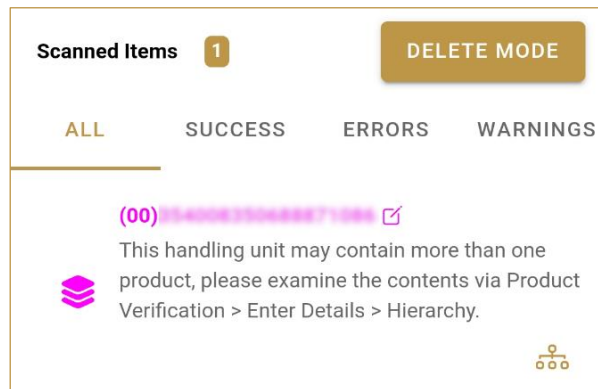 Scanned Items 1 DELETE MODE
ALL SUCCESS ERRORS WARNINGS
(00)
This handling unit may contain more than one
product, please examine the contents via Product
Verification > Enter Details > Hierarchy.